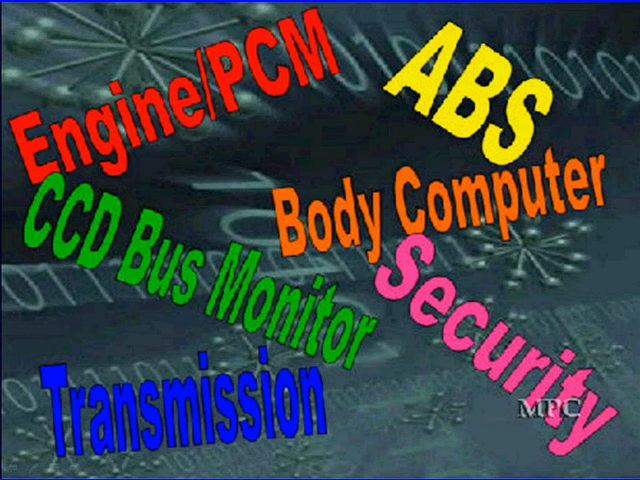 Engine/PCM
ABS
Body Computer
CCD Bus Monitor
Security
Transmission
MPC